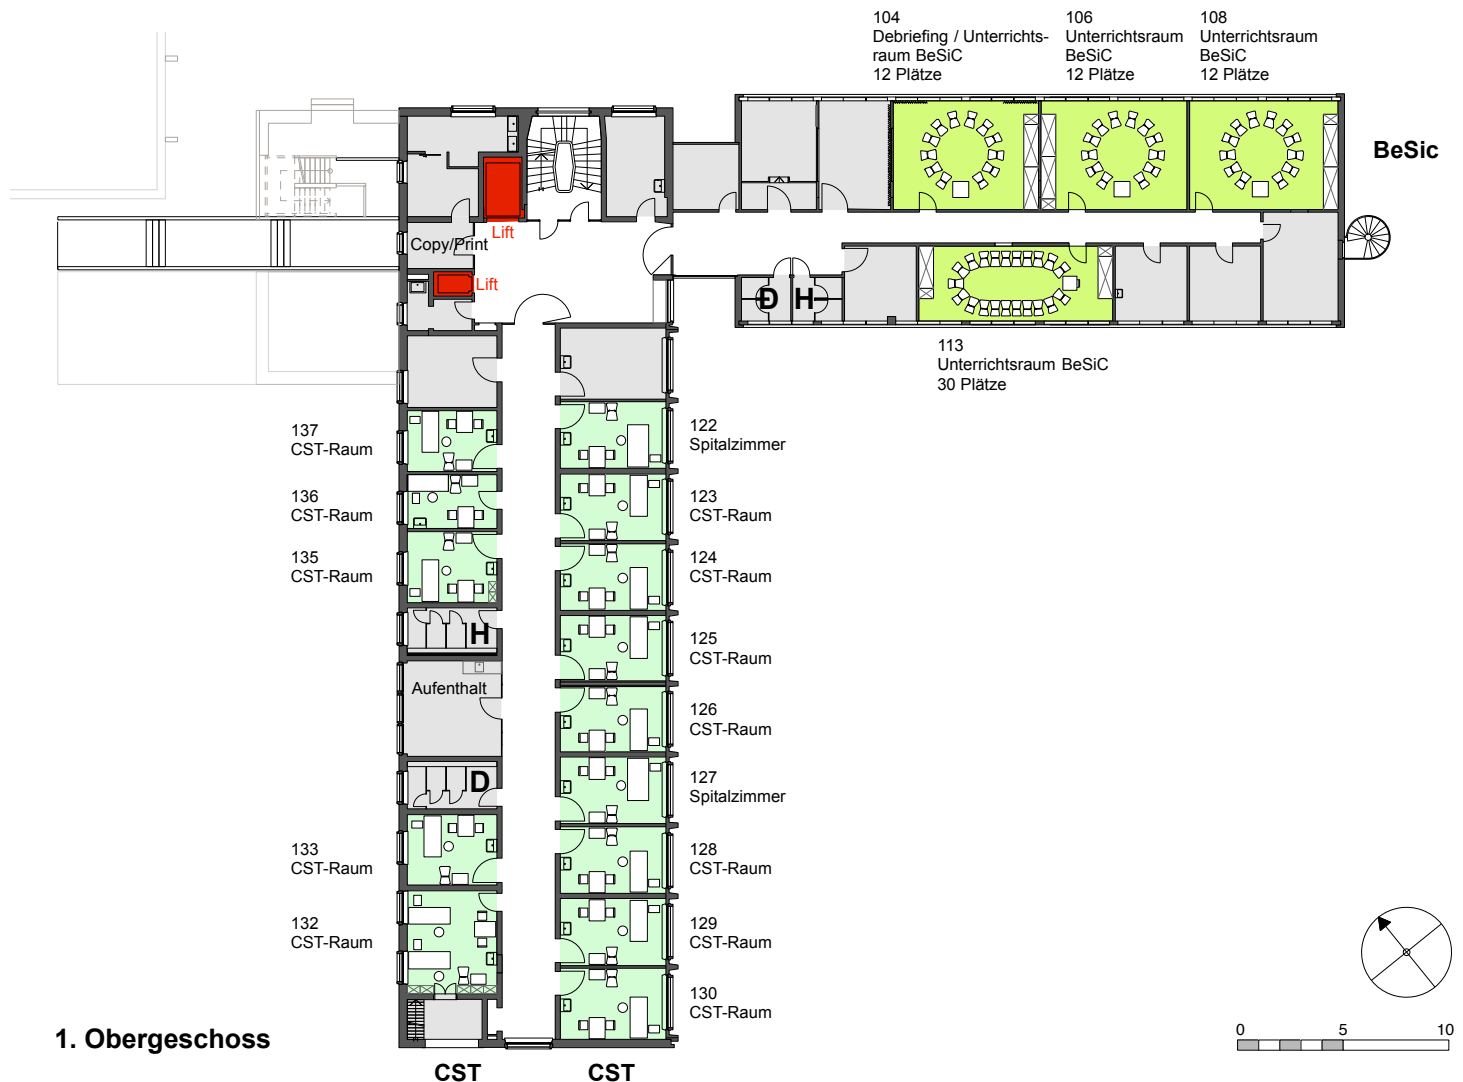 104
Debriefing / Unterrichts-
raum BeSiC
12 Plätze
106
Unterrichtsraum
BeSiC
12 Plätze
108
Unterrichtsraum
BeSiC
12 Plätze
BeSic
Lift
Copy/Print
Lift
D
H
113
Unterrichtsraum BeSiC
30 Plätze
137
CST-Raum
122
Spitalzimmer
136
CST-Raum
123
CST-Raum
135
CST-Raum
124
CST-Raum
H
125
CST-Raum
Aufenthalt
126
CST-Raum
D
127
Spitalzimmer
133
CST-Raum
128
CST-Raum
132
CST-Raum
129
CST-Raum
130
CST-Raum
1. Obergeschoss
0 5 10
CST CST